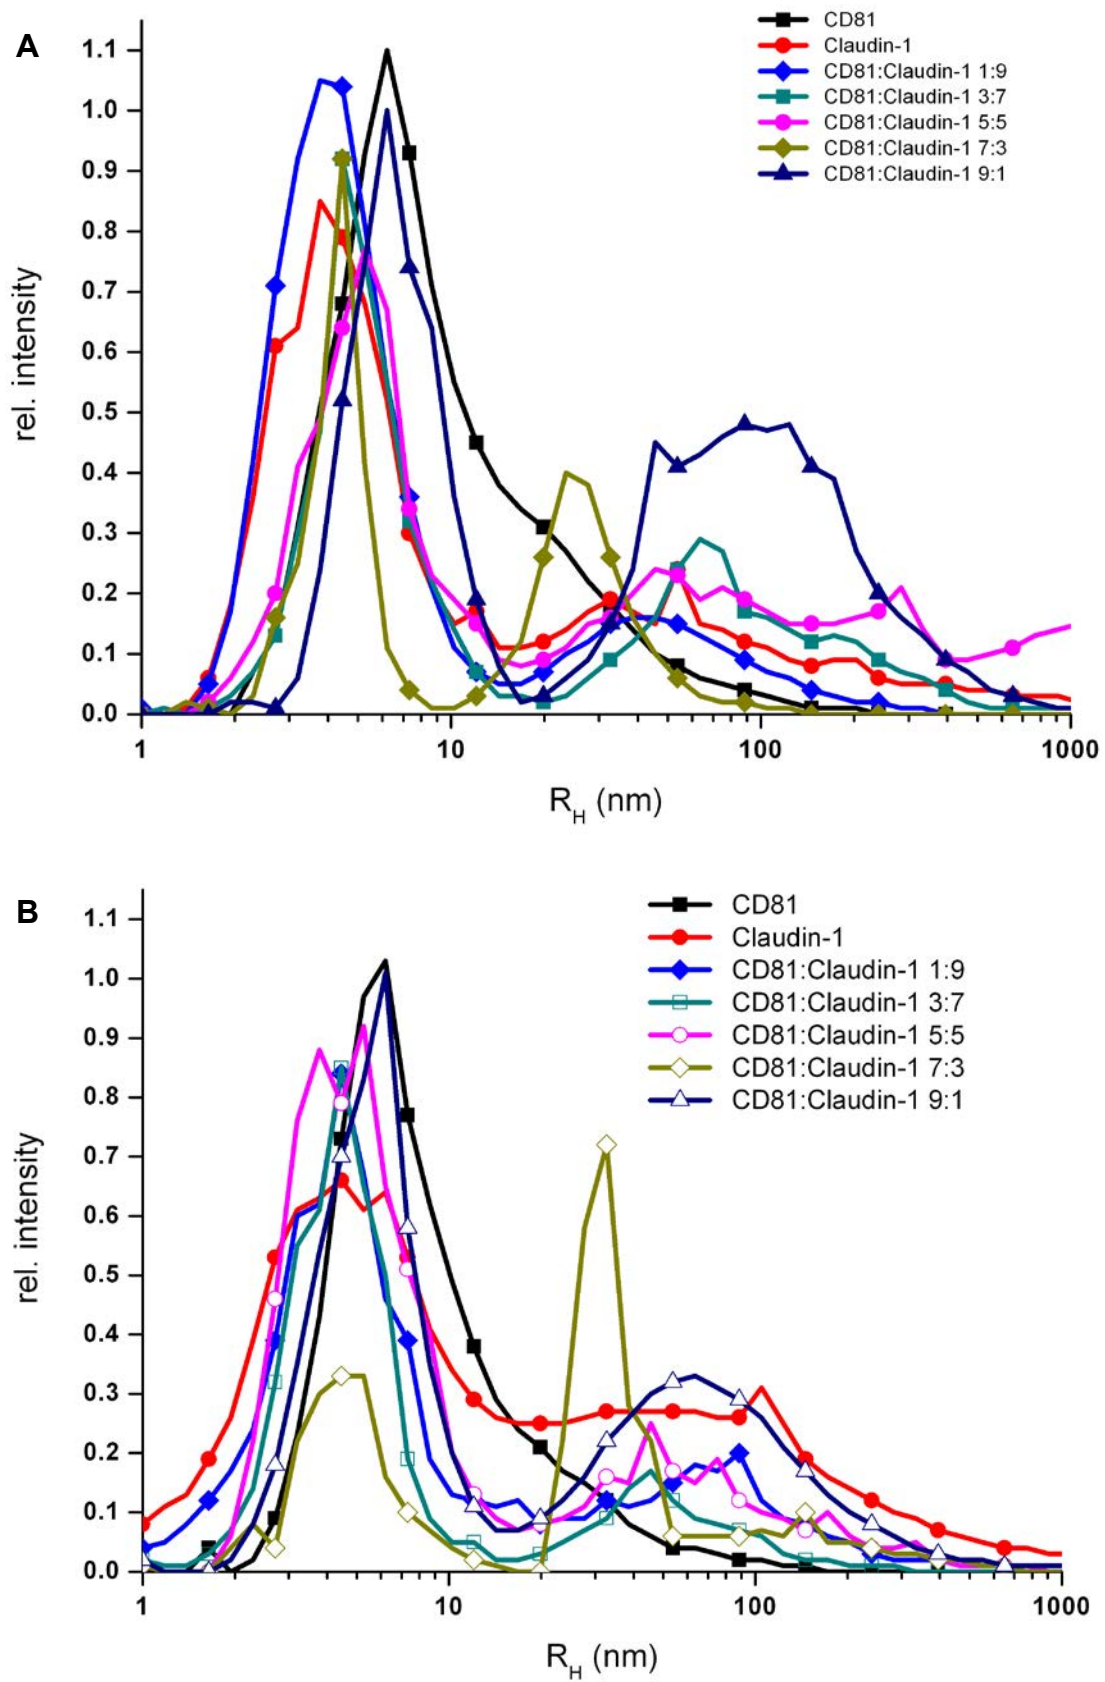 A
CD81
Claudin-1
CD81:Claudin-1 1:9
CD81:Claudin-1 3:7
CD81:Claudin-1 5:5
CD81:Claudin-1 7:3
CD81:Claudin-1 9:1
1.1
1.0
0.9
0.8
0.7
0.6
0.5
0.4
0.3
0.2
0.1
0.0
rel. intensity
1 10 100 1000
RH (nm)
B
CD81
Claudin-1
CD81:Claudin-1 1:9
CD81:Claudin-1 3:7
CD81:Claudin-1 5:5
CD81:Claudin-1 7:3
CD81:Claudin-1 9:1
1.1
1.0
0.9
0.8
0.7
0.6
0.5
0.4
0.3
0.2
0.1
0.0
rel. intensity
1 10 100 1000
RH (nm)